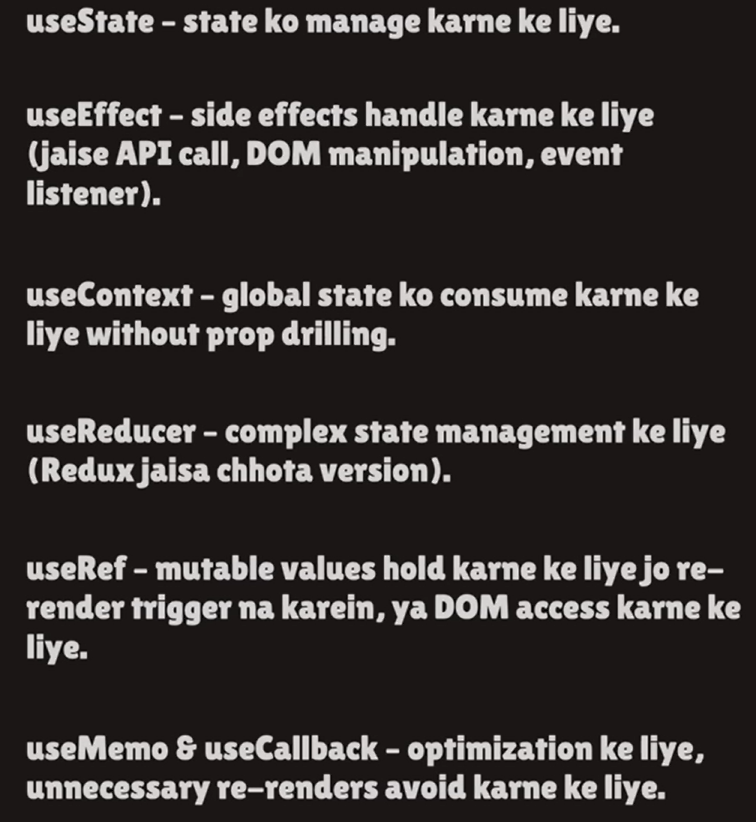 useState – state ko manage karne ke liye.
useEffect – side effects handle karne ke liye
(jaise API call, DOM manipulation, event
listener).
useContext – global state ko consume karne ke
liye without prop drilling.
useReducer – complex state management ke liye
(Redux jaisa chhota version).
useRef – mutable values hold karne ke liye jo re-
render trigger na karein, ya DOM access karne ke
liye.
useMemo & useCallback – optimization ke liye,
unnecessary re-renders avoid karne ke liye.